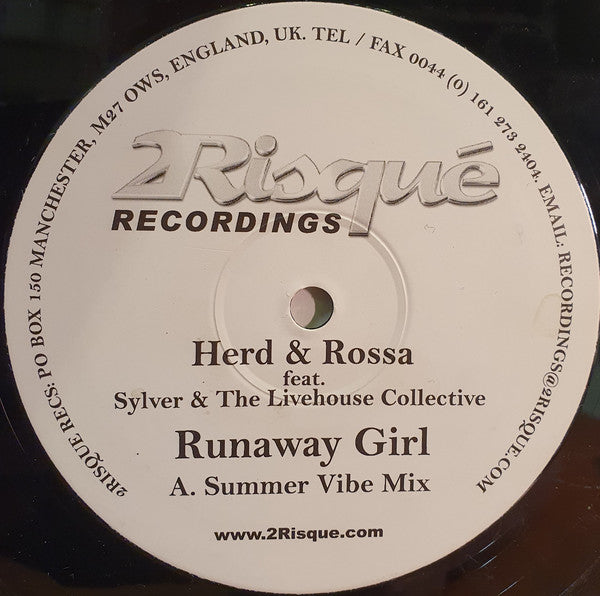 2RISQUE RECS: PO BOX 150 MANCHESTER, M27 OWS, ENGLAND, UK. TEL / FAX 0044 (0) 161 273 2404. EMAIL: RECORDINGS@2RISQUE.COM
2Risqué
RECORDINGS
Herd & Rossa
feat.
Sylver & The Livehouse Collective
Runaway Girl
A. Summer Vibe Mix
www.2Risque.com